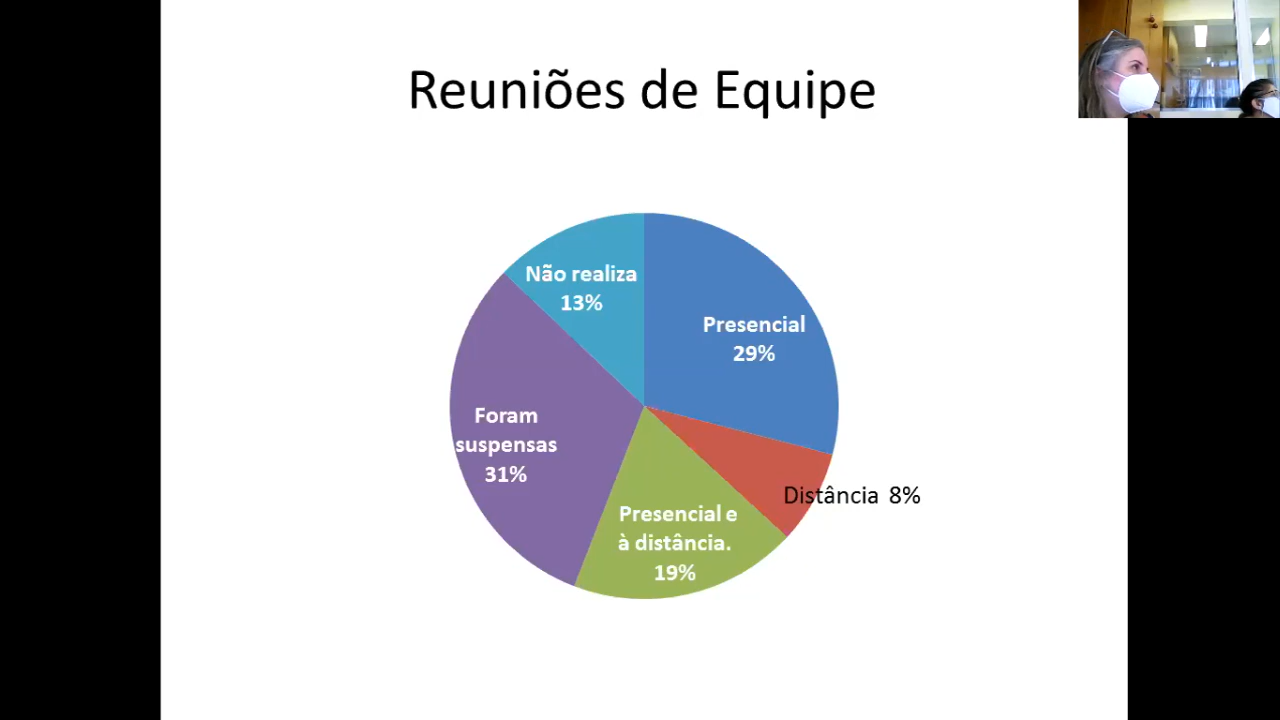 Reuniões de Equipe
Não realiza
13%
Presencial
29%
Foram
suspensas
31%
Distância 8%
Presencial e
à distância.
19%